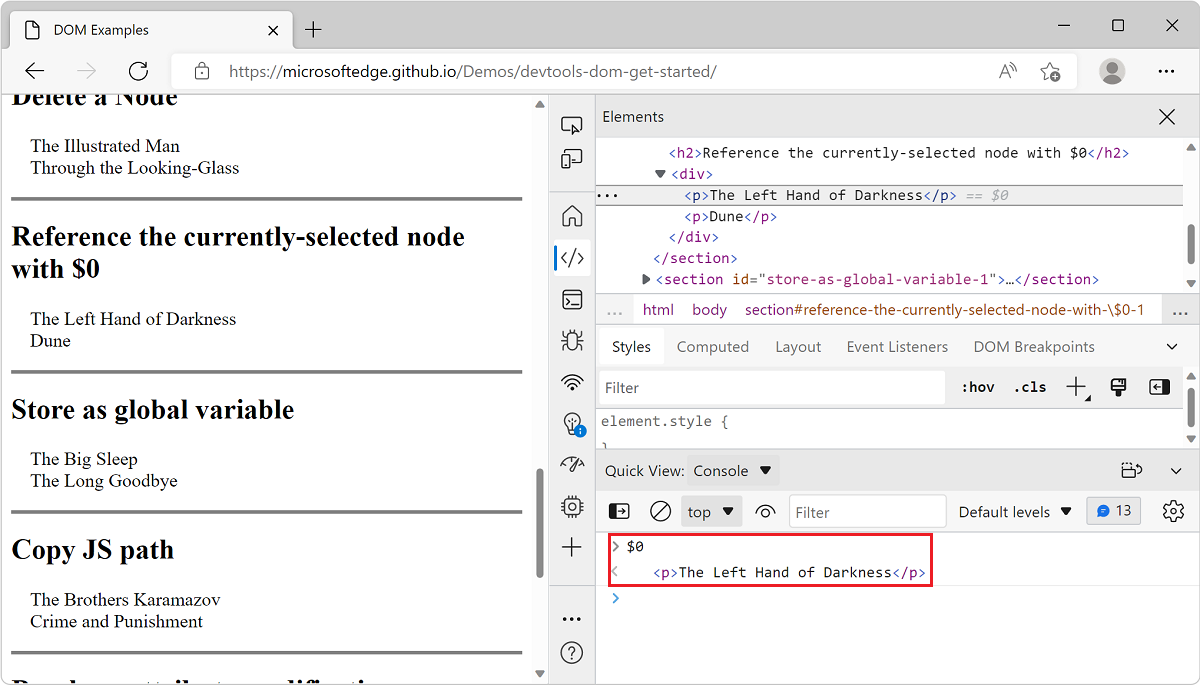 DOM Examples
https://microsoftedge.github.io/Demos/devtools-dom-get-started/
Delete a Node
The Illustrated Man
Through the Looking-Glass
Reference the currently-selected node
with $0
The Left Hand of Darkness
Dune
Store as global variable
The Big Sleep
The Long Goodbye
Copy JS path
The Brothers Karamazov
Crime and Punishment
Elements
<h2>Reference the currently-selected node with $0</h2>
<div>
... <p>The Left Hand of Darkness</p> == $0
<p>Dune</p>
</div>
</section>
<section id="store-as-global-variable-1">…</section>
... html body section#reference-the-currently-selected-node-with-\$0-1 ...
Styles Computed Layout Event Listeners DOM Breakpoints
Filter :hov .cls
element.style {
}
Quick View: Console
top Filter Default levels 13
> $0
< <p>The Left Hand of Darkness</p>
>